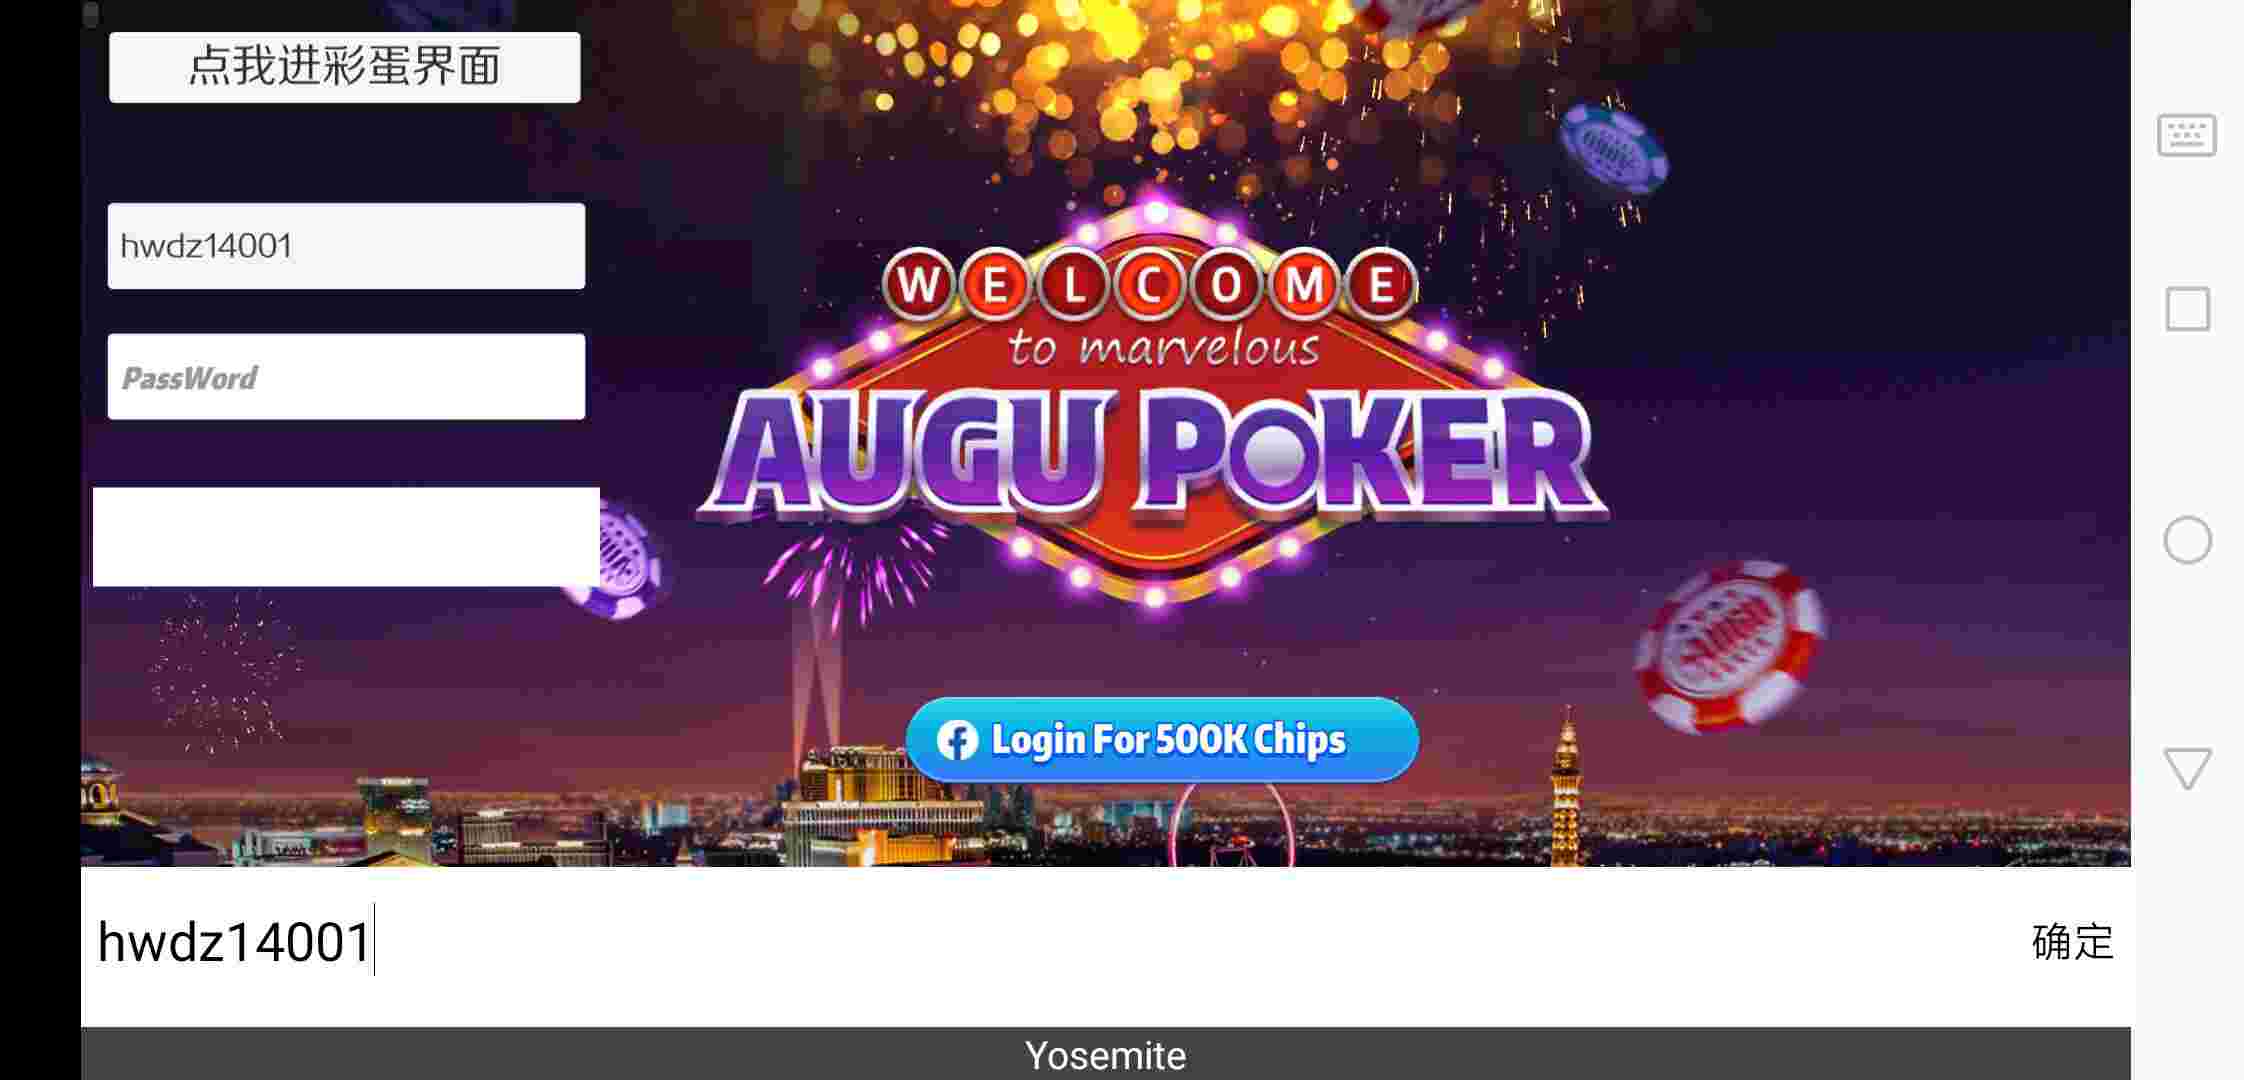 点我进彩蛋界面
hwdz14001
PassWord
WELCOME
to marvelous
AUGU POKER
Login For 500K Chips
hwdz14001
确定
Yosemite